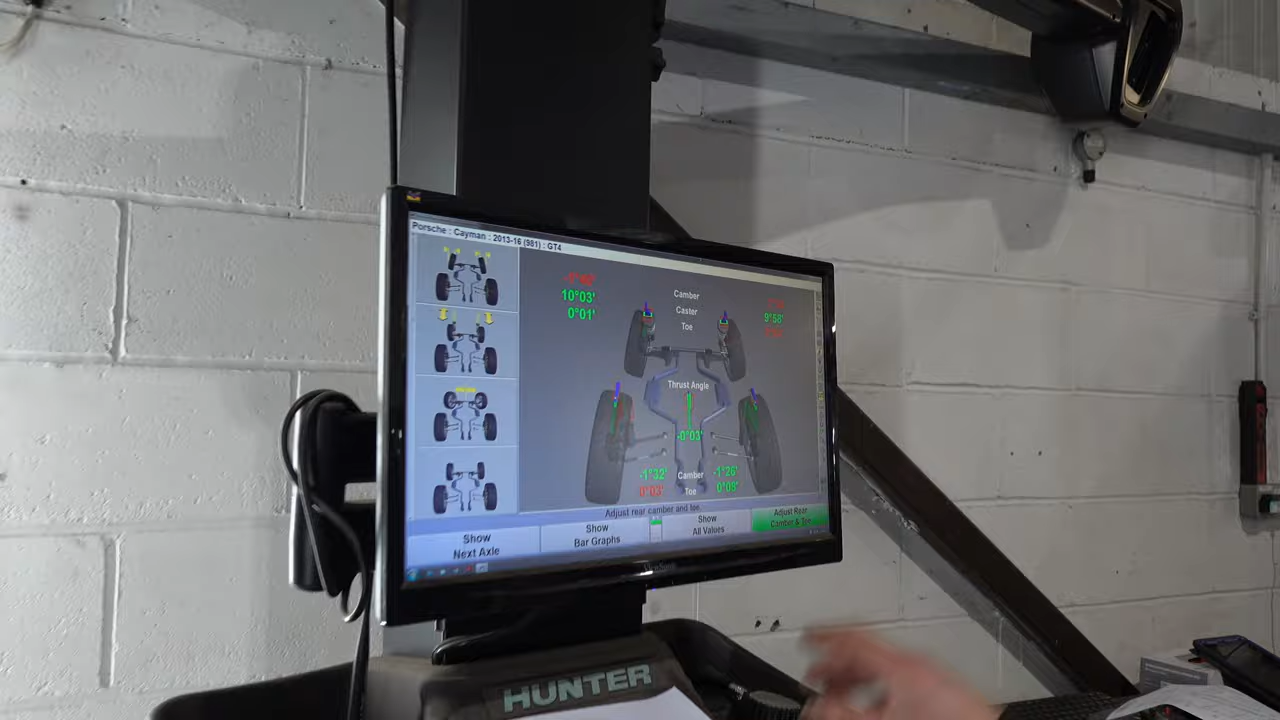 Porsche : Cayman : 2013-16 (981) : GT4
10°03'
0°01'
Camber
Caster
Toe
9°58'
Thrust Angle
-0°03'
-1°32'
0°03'
Camber
Toe
-1°26'
0°09'
Adjust rear camber and toe.
Show
Next Axle
Show
Bar Graphs
Show
All Values
Adjust Rear
Camber & Toe
ViewSonic
HUNTER